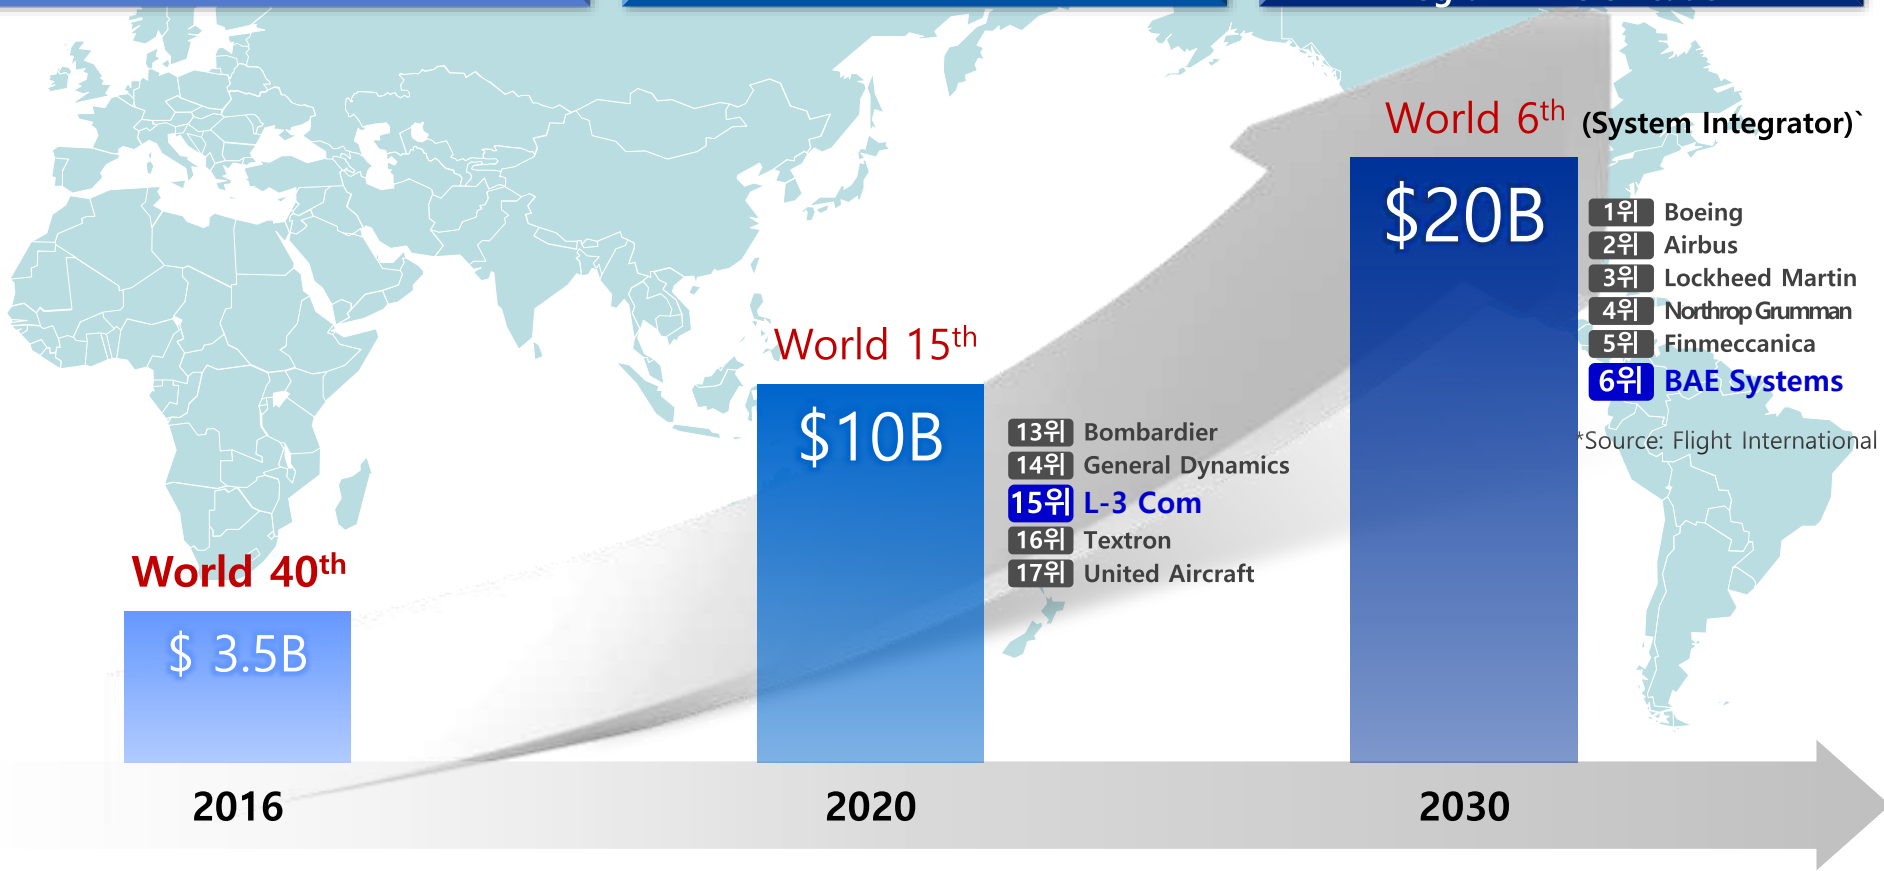 World 6th (System Integrator)`
$20B
1위 Boeing
2위 Airbus
3위 Lockheed Martin
4위 Northrop Grumman
5위 Finmeccanica
6위 BAE Systems
*Source: Flight International
World 15th
$10B
13위 Bombardier
14위 General Dynamics
15위 L-3 Com
16위 Textron
17위 United Aircraft
World 40th
$ 3.5B
2016
2020
2030